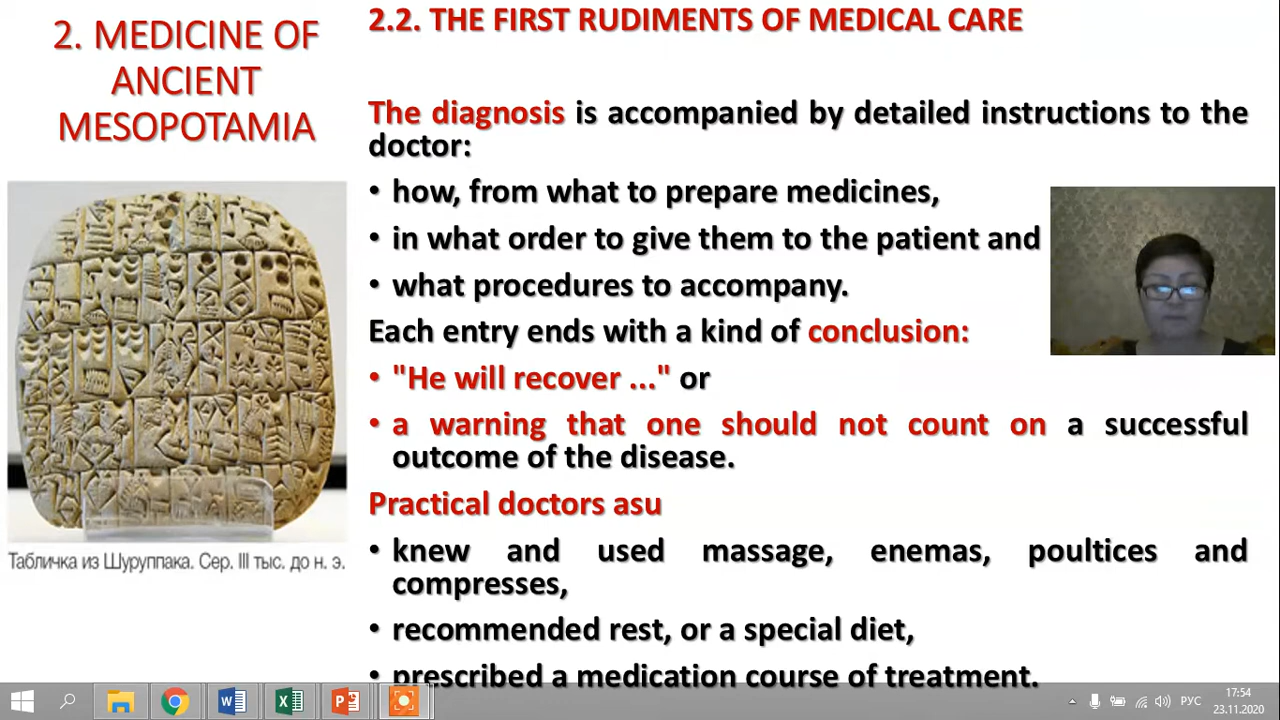 2. MEDICINE OF
ANCIENT
MESOPOTAMIA
Табличка из Шуруппака. Сер. III тыс. до н. э.
2.2. THE FIRST RUDIMENTS OF MEDICAL CARE
The diagnosis is accompanied by detailed instructions to the
doctor:
• how, from what to prepare medicines,
• in what order to give them to the patient and
• what procedures to accompany.
Each entry ends with a kind of conclusion:
• "He will recover ..." or
• a warning that one should not count on a successful
outcome of the disease.
Practical doctors asu
• knew and used massage, enemas, poultices and
compresses,
• recommended rest, or a special diet,
• prescribed a medication course of treatment.
РУС
17:54
23.11.2020